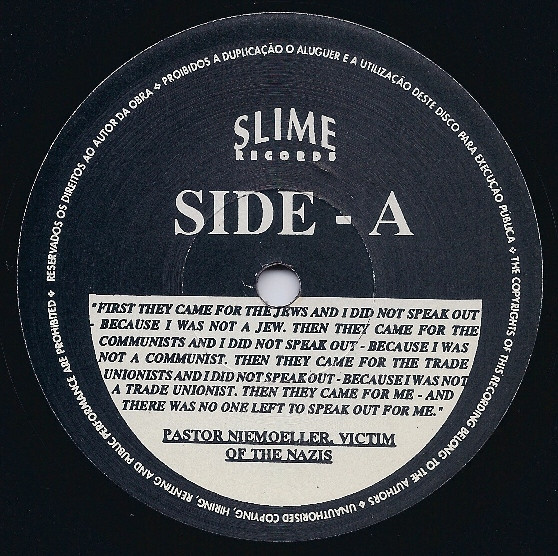 RESERVADOS OS DIREITOS AO AUTOR DA OBRA ❖ PROIBIDOS A DUPLICAÇÃO O ALUGUER E A UTILIZAÇÃO DESTE DISCO PARA EXECUÇÃO PÚBLICA ❖ THE COPYRIGHTS OF THIS RECORDING BELONG TO THE AUTHORS ❖ UNAUTHORISED COPYING, HIRING, RENTING AND PUBLIC PERFORMANCE ARE PROHIBITED ❖
SLIME
RECORDS
SIDE - A
"FIRST THEY CAME FOR THE JEWS AND I DID NOT SPEAK OUT
- BECAUSE I WAS NOT A JEW. THEN THEY CAME FOR THE
COMMUNISTS AND I DID NOT SPEAK OUT - BECAUSE I WAS
NOT A COMMUNIST. THEN THEY CAME FOR THE TRADE
UNIONISTS AND I DID NOT SPEAK OUT - BECAUSE I WAS NOT
A TRADE UNIONIST. THEN THEY CAME FOR ME - AND
THERE WAS NO ONE LEFT TO SPEAK OUT FOR ME."
PASTOR NIEMOELLER, VICTIM
OF THE NAZIS